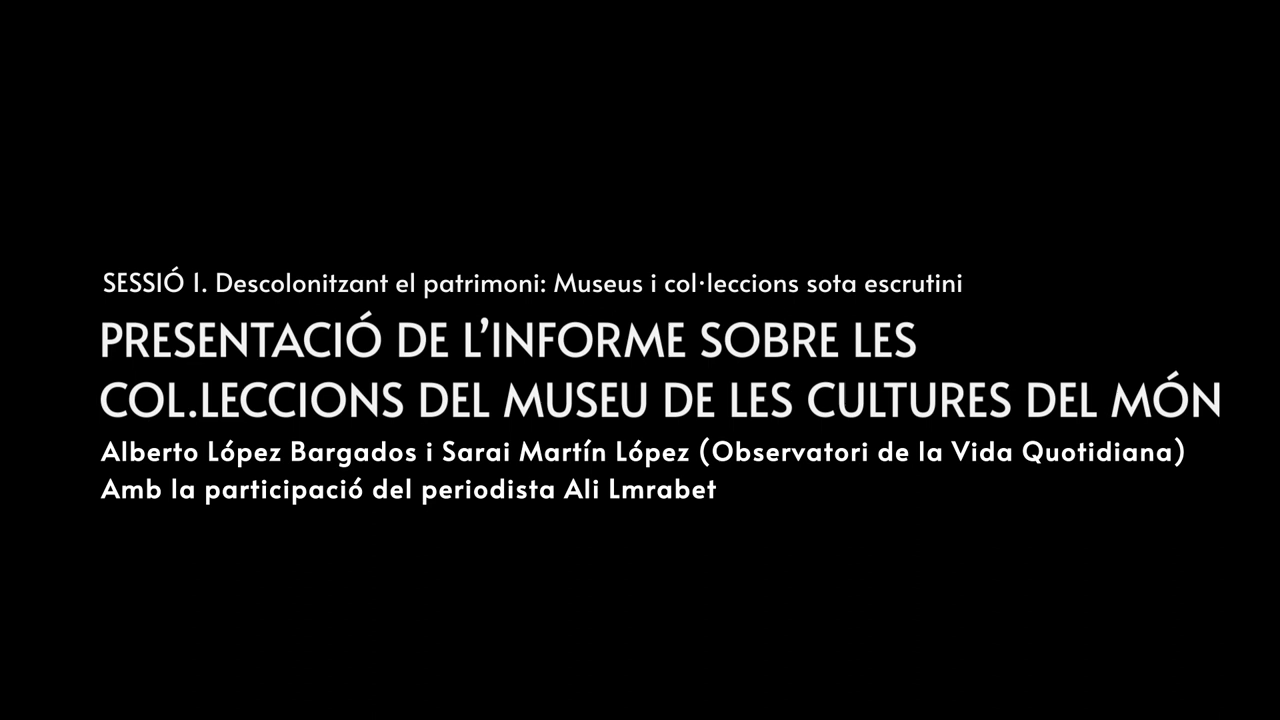 SESSIÓ 1. Descolonitzant el patrimoni: Museus i col·leccions sota escrutini
PRESENTACIÓ DE L’INFORME SOBRE LES
COL.LECCIONS DEL MUSEU DE LES CULTURES DEL MÓN
Alberto López Bargados i Sarai Martín López (Observatori de la Vida Quotidiana)
Amb la participació del periodista Ali Lmrabet